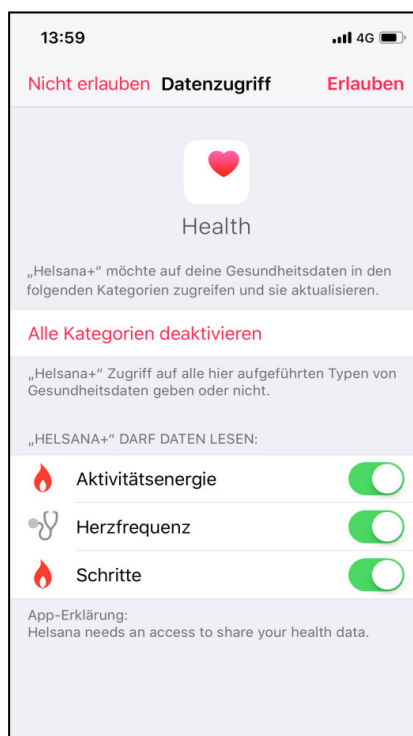 13:59 4G
Nicht erlauben Datenzugriff Erlauben
Health
„Helsana+“ möchte auf deine Gesundheitsdaten in den
folgenden Kategorien zugreifen und sie aktualisieren.
Alle Kategorien deaktivieren
„Helsana+“ Zugriff auf alle hier aufgeführten Typen von
Gesundheitsdaten geben oder nicht.
„HELSANA+“ DARF DATEN LESEN:
Aktivitätsenergie
Herzfrequenz
Schritte
App-Erklärung:
Helsana needs an access to share your health data.